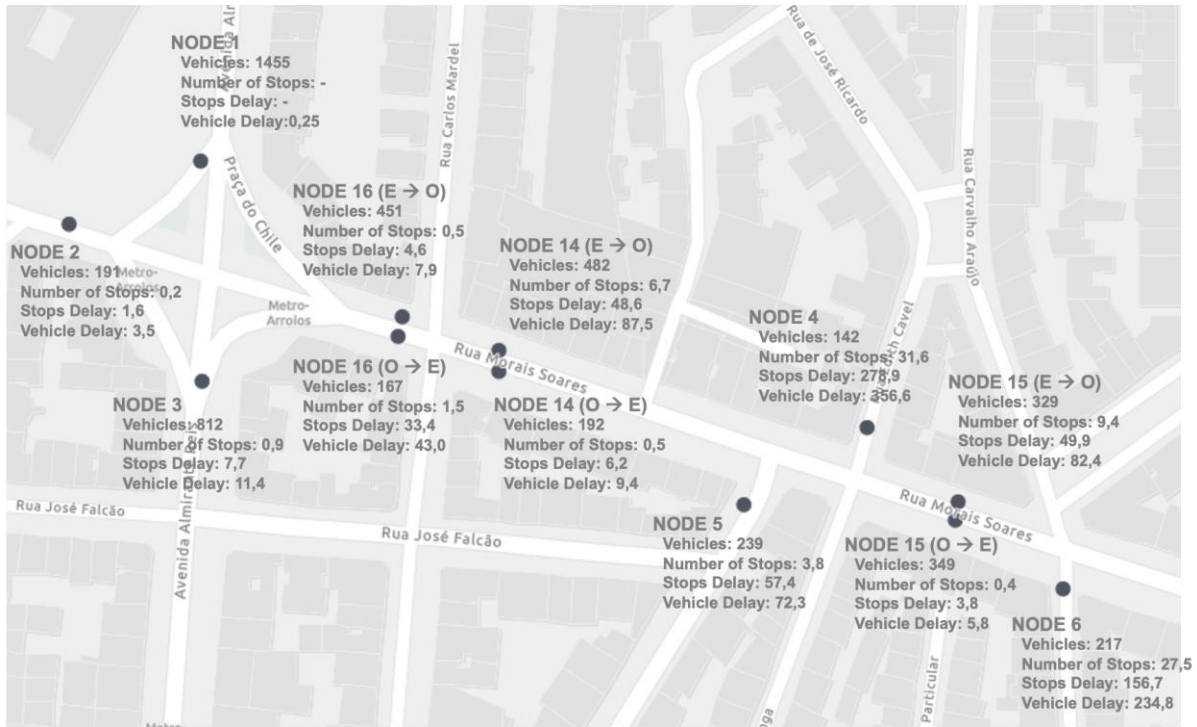 NODE 1
Vehicles: 1455
Number of Stops: -
Stops Delay: -
Vehicle Delay:0,25
Avenida Alm
Rua Carlos Mardel
Rua de José Ricardo
Rua Carvalho Araújo
Praça do Chile
NODE 16 (E → O)
Vehicles: 451
Number of Stops: 0,5
Stops Delay: 4,6
Vehicle Delay: 7,9
NODE 2
Vehicles: 191
Number of Stops: 0,2
Stops Delay: 1,6
Vehicle Delay: 3,5
Metro-
Arroios
Metro-
Arroios
NODE 14 (E → O)
Vehicles: 482
Number of Stops: 6,7
Stops Delay: 48,6
Vehicle Delay: 87,5
Rua Morais Soares
NODE 4
Vehicles: 142
Number of Stops: 31,6
Stops Delay: 278,9
Vehicle Delay: 356,6
Cavel
NODE 15 (E → O)
Vehicles: 329
Number of Stops: 9,4
Stops Delay: 49,9
Vehicle Delay: 82,4
NODE 16 (O → E)
Vehicles: 167
Number of Stops: 1,5
Stops Delay: 33,4
Vehicle Delay: 43,0
NODE 3
Vehicles: 812
Number of Stops: 0,9
Stops Delay: 7,7
Vehicle Delay: 11,4
Avenida Almirante Rei
NODE 14 (O → E)
Vehicles: 192
Number of Stops: 0,5
Stops Delay: 6,2
Vehicle Delay: 9,4
Rua José Falcão
Rua José Falcão
Rua Morais Soares
NODE 5
Vehicles: 239
Number of Stops: 3,8
Stops Delay: 57,4
Vehicle Delay: 72,3
NODE 15 (O → E)
Vehicles: 349
Number of Stops: 0,4
Stops Delay: 3,8
Vehicle Delay: 5,8
NODE 6
Vehicles: 217
Number of Stops: 27,5
Stops Delay: 156,7
Vehicle Delay: 234,8
Particular
nga
Metro-